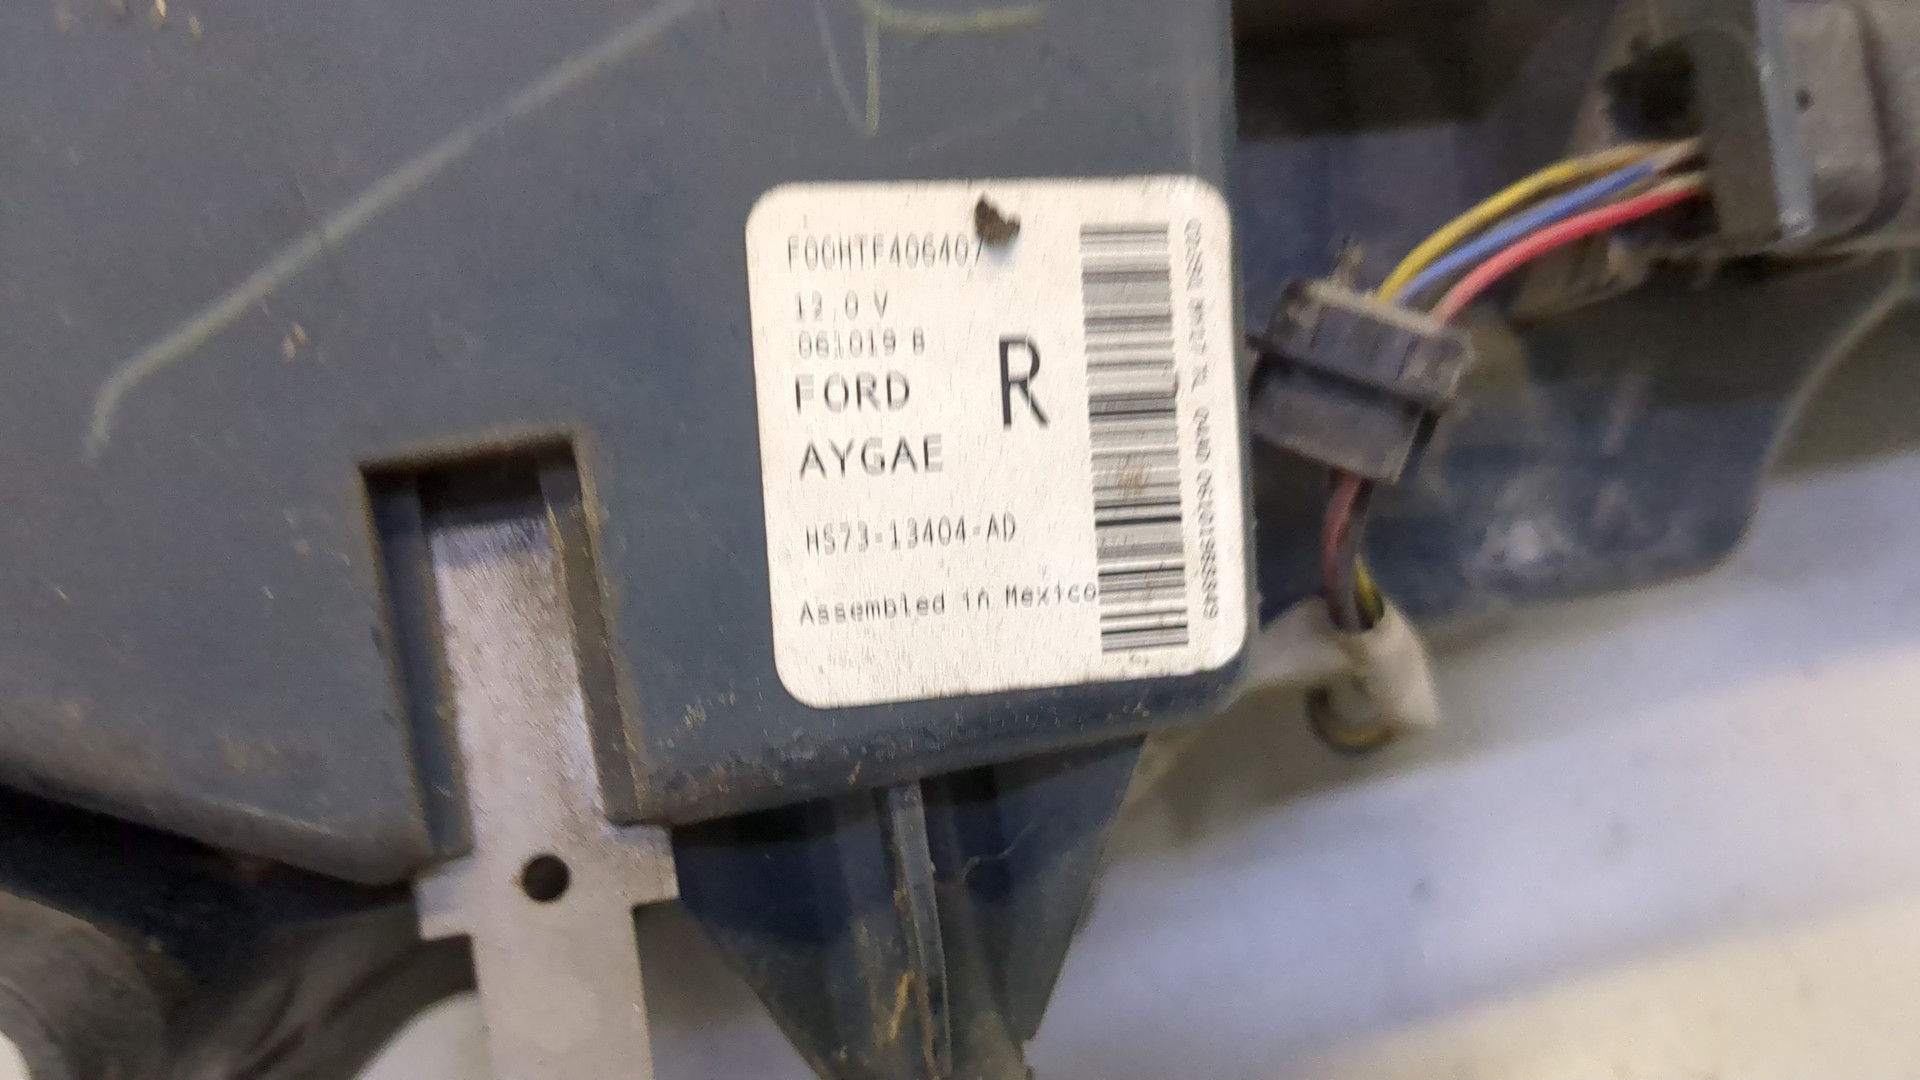 F00HTF406407
12.0 V
061019 B
FORD
R
AYGAE
HS73-13404-AD
Assembled in Mexico